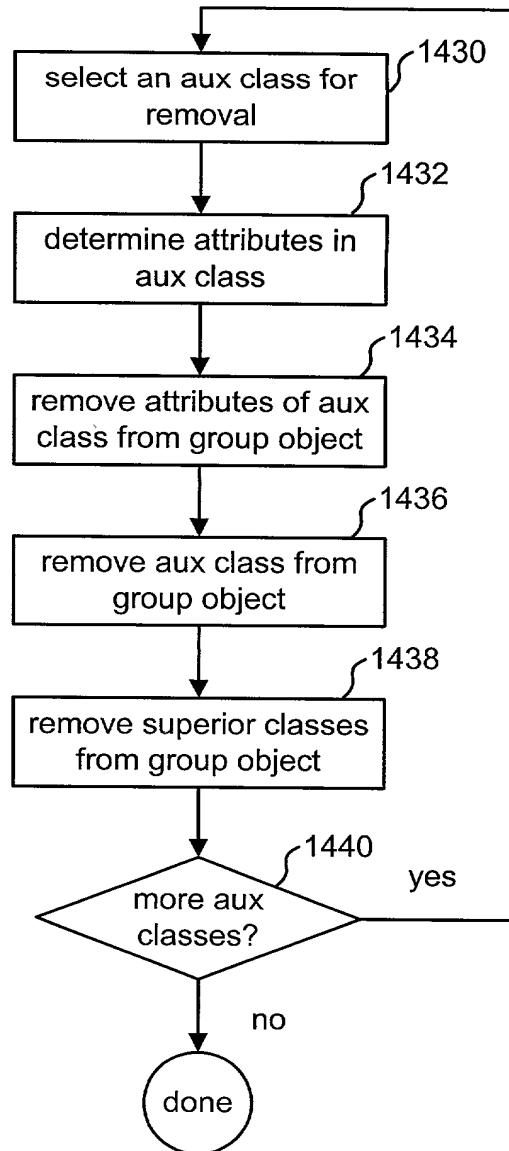 1430
select an aux class for
removal
1432
determine attributes in
aux class
1434
remove attributes of aux
class from group object
1436
remove aux class from
group object
1438
remove superior classes
from group object
1440
more aux
classes?
yes
no
done